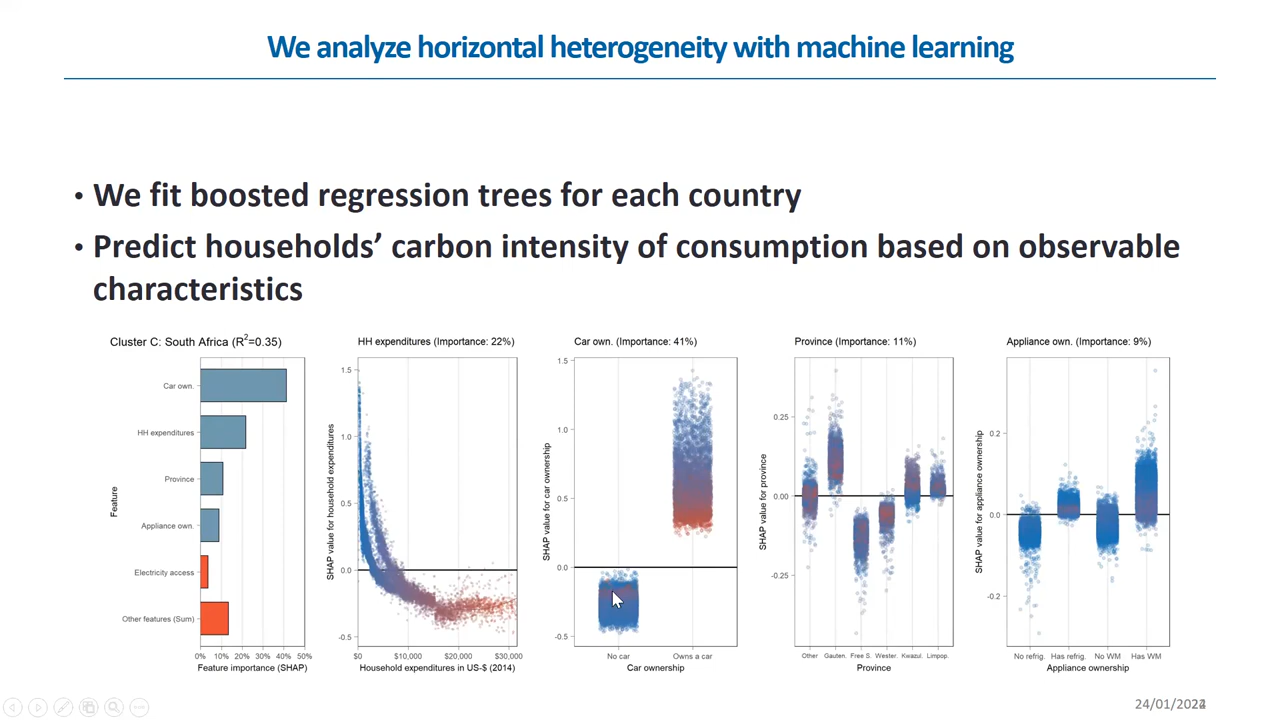 We analyze horizontal heterogeneity with machine learning
• We fit boosted regression trees for each country
• Predict households’ carbon intensity of consumption based on observable
characteristics
Cluster C: South Africa (R²=0.35)
Feature
Car own.
HH expenditures
Province
Appliance own.
Electricity access
Other features (Sum)
0% 10% 20% 30% 40% 50%
Feature importance (SHAP)
HH expenditures (Importance: 22%)
SHAP value for household expenditures
1.5
1.0
0.5
0.0
-0.5
$0 $10,000 $20,000 $30,000
Household expenditures in US-$ (2014)
Car own. (Importance: 41%)
SHAP value for car ownership
1.5
1.0
0.5
0.0
-0.5
No car Owns a car
Car ownership
Province (Importance: 11%)
SHAP value for province
0.25
0.00
-0.25
Other Gauten. Free S. Wester. Kwazul. Limpop.
Province
Appliance own. (Importance: 9%)
SHAP value for appliance ownership
0.2
0.0
-0.2
No refrig. Has refrig. No WM Has WM
Appliance ownership
24/01/2022